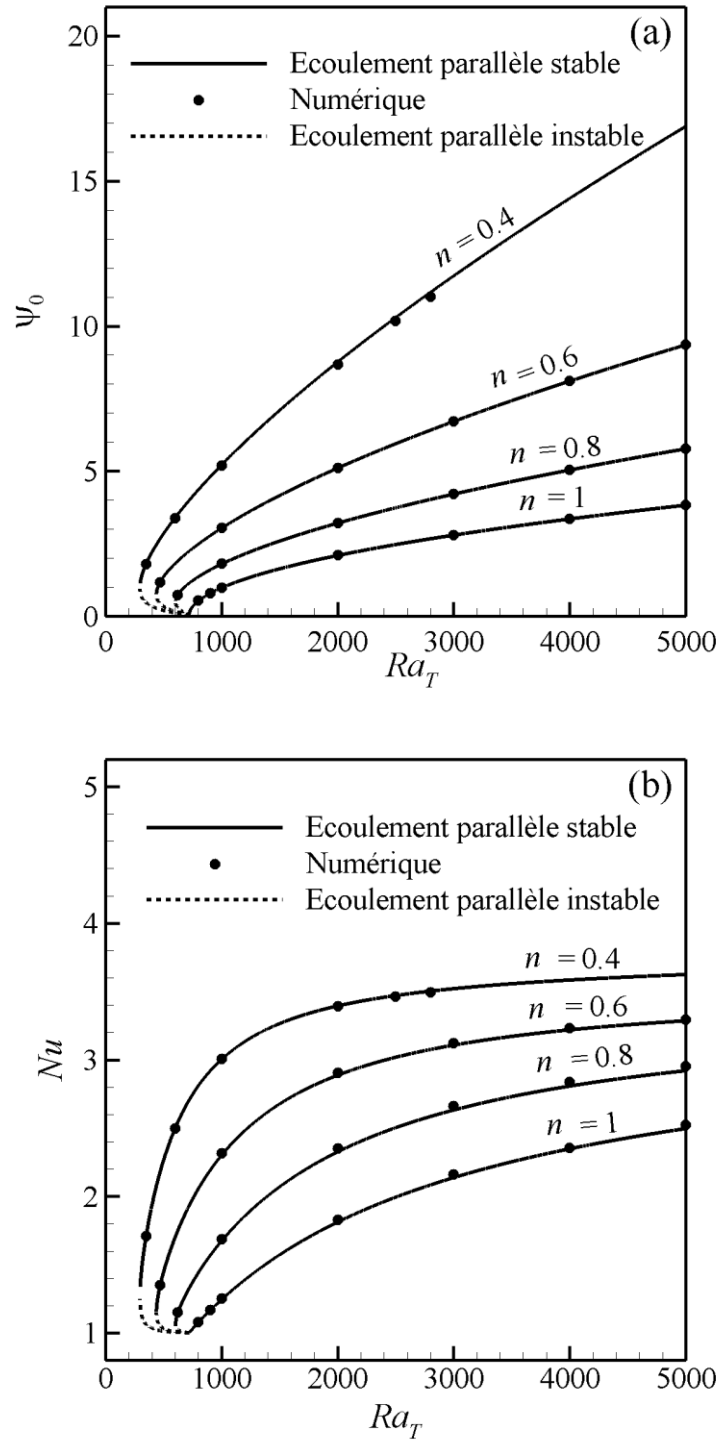 (a)
20
15
10
5
0
Ψ₀
Ecoulement parallèle stable
Numérique
Ecoulement parallèle instable
n = 0.4
n = 0.6
n = 0.8
n = 1
0 1000 2000 3000 4000 5000
Ra_T
(b)
5
4
3
2
1
Nu
Ecoulement parallèle stable
Numérique
Ecoulement parallèle instable
n = 0.4
n = 0.6
n = 0.8
n = 1
0 1000 2000 3000 4000 5000
Ra_T